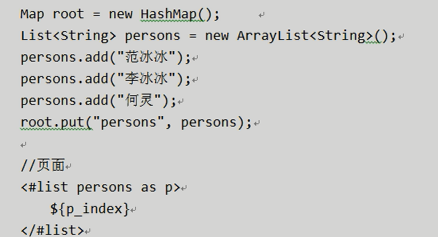 Map root = new HashMap();
List<String> persons = new ArrayList<String>();
persons.add("范冰冰");
persons.add("李冰冰");
persons.add("何灵");
root.put("persons", persons);
//页面
<#list persons as p>
${p_index}
</#list>